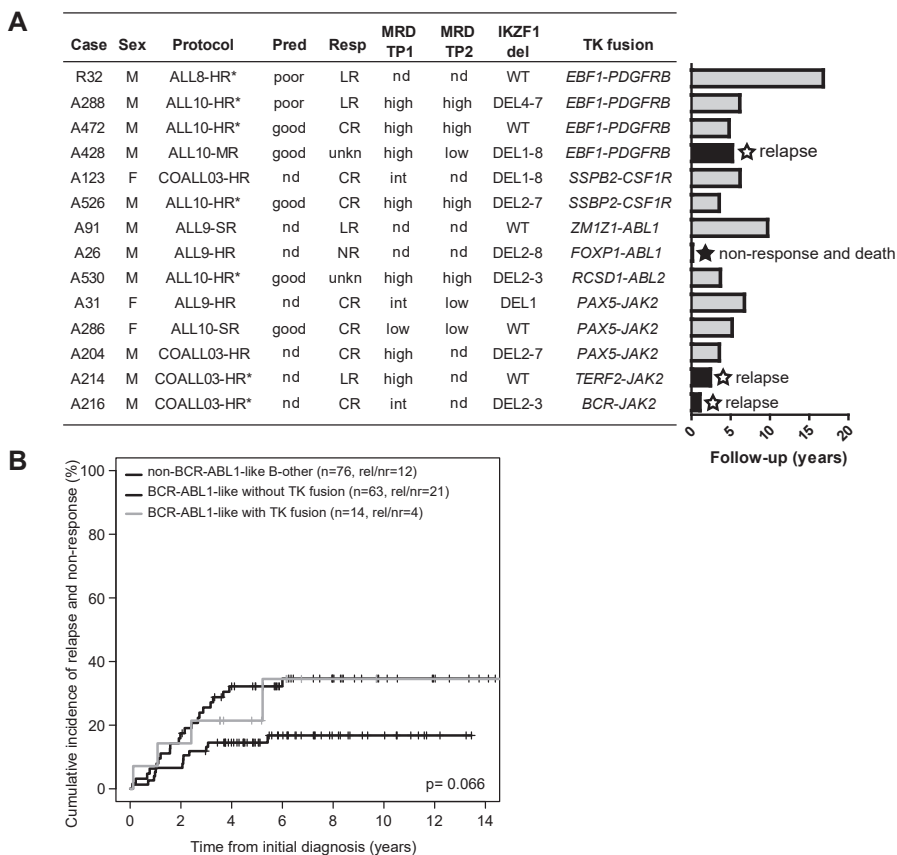 A
Case Sex Protocol Pred Resp MRD TP1 MRD TP2 IKZF1 del TK fusion
R32 M ALL8-HR* poor LR nd nd WT EBF1-PDGFRB
A288 M ALL10-HR* poor LR high high DEL4-7 EBF1-PDGFRB
A472 M ALL10-HR* good CR high high WT EBF1-PDGFRB
A428 M ALL10-MR good unkn high low DEL1-8 EBF1-PDGFRB relapse
A123 F COALL03-HR nd CR int nd DEL1-8 SSPB2-CSF1R
A526 M ALL10-HR* good CR high high DEL2-7 SSBP2-CSF1R
A91 M ALL9-SR nd LR nd nd WT ZM1Z1-ABL1
A26 M ALL9-HR nd NR nd nd DEL2-8 FOXP1-ABL1 non-response and death
A530 M ALL10-HR* good unkn high high DEL2-3 RCSD1-ABL2
A31 F ALL9-HR nd CR int low DEL1 PAX5-JAK2
A286 F ALL10-SR good CR low low WT PAX5-JAK2
A204 M COALL03-HR nd CR high nd DEL2-7 PAX5-JAK2
A214 M COALL03-HR* nd LR high nd WT TERF2-JAK2 relapse
A216 M COALL03-HR* nd CR int nd DEL2-3 BCR-JAK2 relapse
0 5 10 15 20
Follow-up (years)
B
Cumulative incidence of relapse and non-response (%)
100
80
60
40
20
0
non-BCR-ABL1-like B-other (n=76, rel/nr=12)
BCR-ABL1-like without TK fusion (n=63, rel/nr=21)
BCR-ABL1-like with TK fusion (n=14, rel/nr=4)
p= 0.066
0 2 4 6 8 10 12 14
Time from initial diagnosis (years)